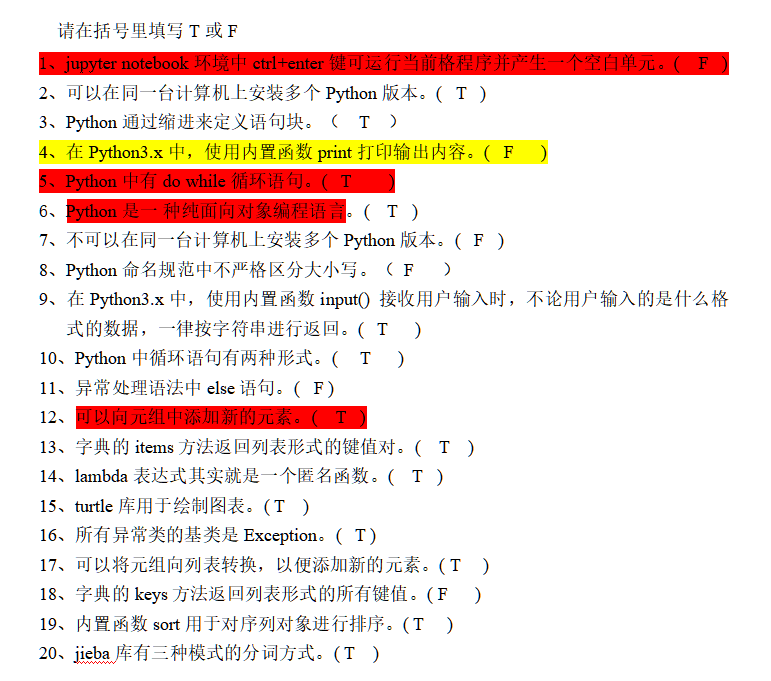 请在括号里填写 T 或 F
1、jupyter notebook 环境中 ctrl+enter 键可运行当前格程序并产生一个空白单元。( F )
2、可以在同一台计算机上安装多个 Python 版本。( T )
3、Python 通过缩进来定义语句块。（ T ）
4、在 Python3.x 中，使用内置函数 print 打印输出内容。( F )
5、Python 中有 do while 循环语句。( T )
6、Python 是一 种纯面向对象编程语言。( T )
7、不可以在同一台计算机上安装多个 Python 版本。( F )
8、Python 命名规范中不严格区分大小写。（ F ）
9、在 Python3.x 中，使用内置函数 input() 接收用户输入时，不论用户输入的是什么格
式的数据，一律按字符串进行返回。( T )
10、Python 中循环语句有两种形式。( T )
11、异常处理语法中 else 语句。( F )
12、可以向元组中添加新的元素。( T )
13、字典的 items 方法返回列表形式的键值对。( T )
14、lambda 表达式其实就是一个匿名函数。( T )
15、turtle 库用于绘制图表。( T )
16、所有异常类的基类是 Exception。( T )
17、可以将元组向列表转换，以便添加新的元素。( T )
18、字典的 keys 方法返回列表形式的所有键值。( F )
19、内置函数 sort 用于对序列对象进行排序。( T )
20、jieba 库有三种模式的分词方式。( T )